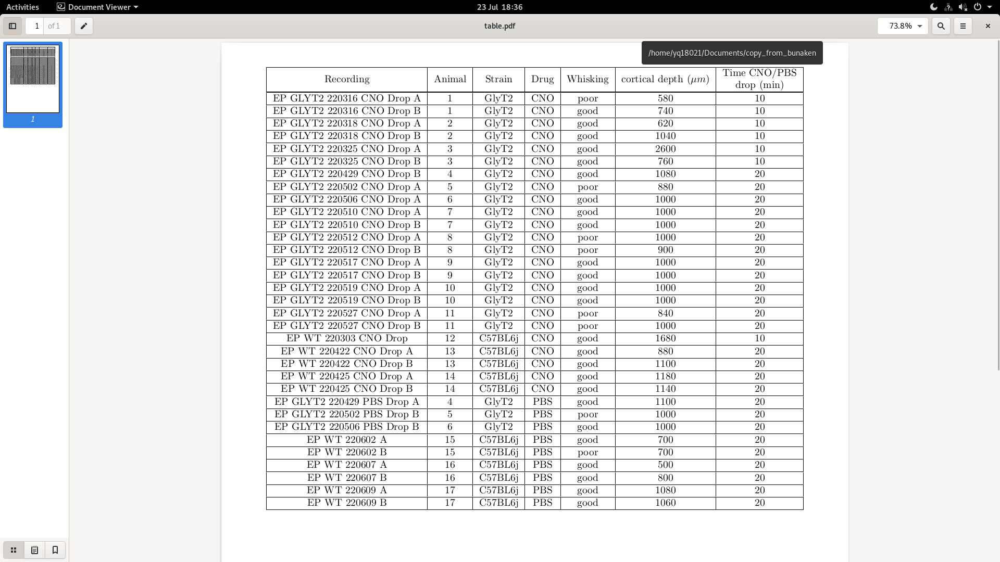 Activities Document Viewer 23 Jul 18:36
1 of 1 table.pdf 73.8%
/home/yq18021/Documents/copy_from_bunaken
1
Recording Animal Strain Drug Whisking cortical depth (μm) Time CNO/PBS drop (min)
EP GLYT2 220316 CNO Drop A 1 GlyT2 CNO poor 580 10
EP GLYT2 220316 CNO Drop B 1 GlyT2 CNO good 740 10
EP GLYT2 220318 CNO Drop A 2 GlyT2 CNO good 620 10
EP GLYT2 220318 CNO Drop B 2 GlyT2 CNO good 1040 10
EP GLYT2 220325 CNO Drop A 3 GlyT2 CNO good 2600 10
EP GLYT2 220325 CNO Drop B 3 GlyT2 CNO good 760 10
EP GLYT2 220429 CNO Drop B 4 GlyT2 CNO good 1080 20
EP GLYT2 220502 CNO Drop A 5 GlyT2 CNO poor 880 20
EP GLYT2 220506 CNO Drop A 6 GlyT2 CNO good 1000 20
EP GLYT2 220510 CNO Drop A 7 GlyT2 CNO good 1000 20
EP GLYT2 220510 CNO Drop B 7 GlyT2 CNO good 1000 20
EP GLYT2 220512 CNO Drop A 8 GlyT2 CNO poor 1000 20
EP GLYT2 220512 CNO Drop B 8 GlyT2 CNO poor 900 20
EP GLYT2 220517 CNO Drop A 9 GlyT2 CNO good 1000 20
EP GLYT2 220517 CNO Drop B 9 GlyT2 CNO good 1000 20
EP GLYT2 220519 CNO Drop A 10 GlyT2 CNO good 1000 20
EP GLYT2 220519 CNO Drop B 10 GlyT2 CNO good 1000 20
EP GLYT2 220527 CNO Drop A 11 GlyT2 CNO poor 840 20
EP GLYT2 220527 CNO Drop B 11 GlyT2 CNO poor 1000 20
EP WT 220303 CNO Drop 12 C57BL6j CNO good 1680 10
EP WT 220422 CNO Drop A 13 C57BL6j CNO good 880 20
EP WT 220422 CNO Drop B 13 C57BL6j CNO good 1100 20
EP WT 220425 CNO Drop A 14 C57BL6j CNO good 1180 20
EP WT 220425 CNO Drop B 14 C57BL6j CNO good 1140 20
EP GLYT2 220429 PBS Drop A 4 GlyT2 PBS good 1100 20
EP GLYT2 220502 PBS Drop B 5 GlyT2 PBS poor 1000 20
EP GLYT2 220506 PBS Drop B 6 GlyT2 PBS good 1000 20
EP WT 220602 A 15 C57BL6j PBS good 700 20
EP WT 220602 B 15 C57BL6j PBS poor 700 20
EP WT 220607 A 16 C57BL6j PBS good 500 20
EP WT 220607 B 16 C57BL6j PBS good 800 20
EP WT 220609 A 17 C57BL6j PBS good 1080 20
EP WT 220609 B 17 C57BL6j PBS good 1060 20